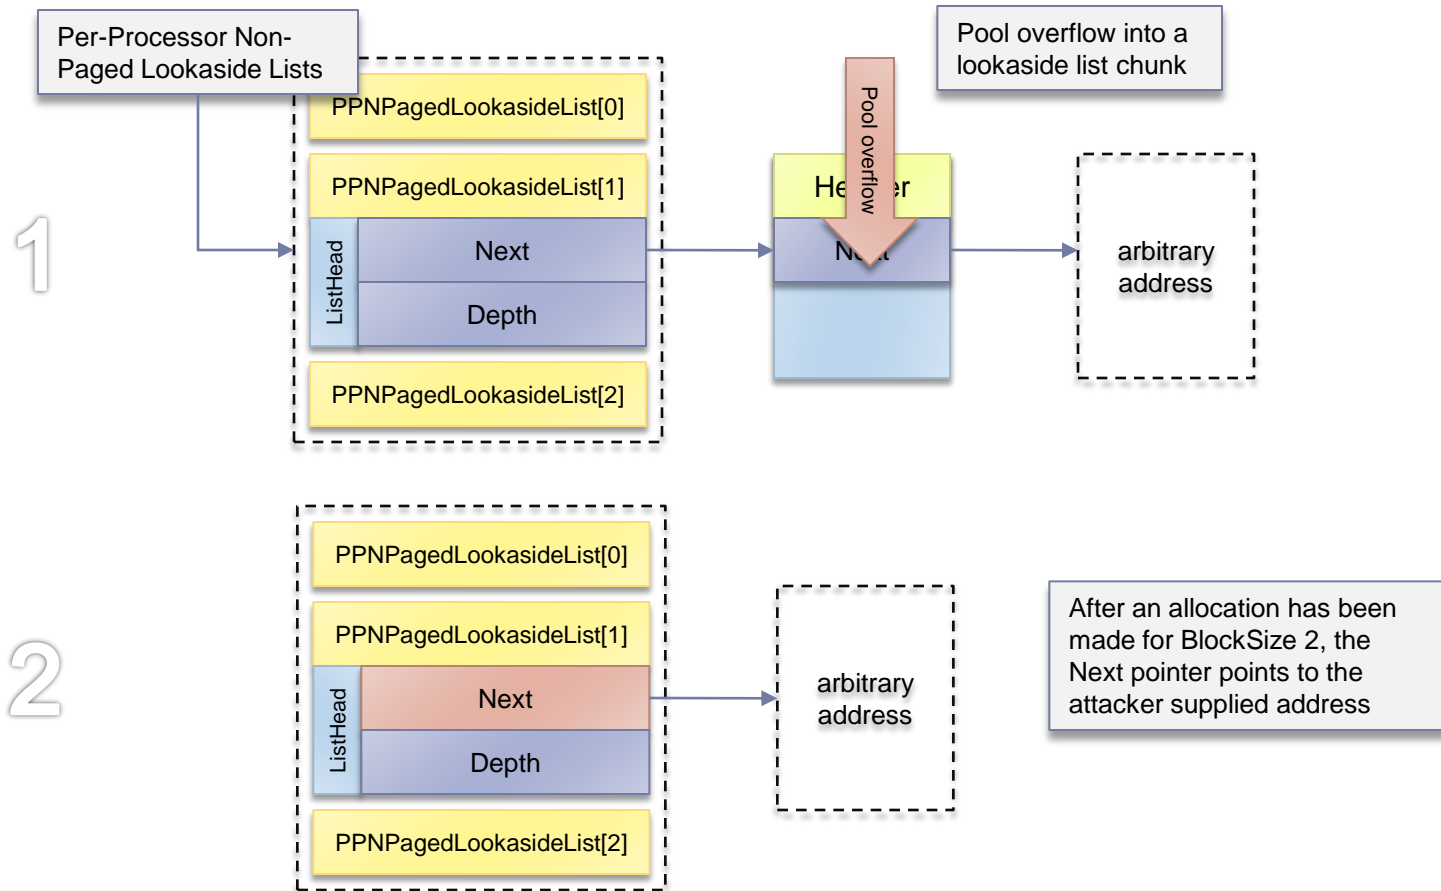 Per-Processor Non-
Paged Lookaside Lists
Pool overflow into a
lookaside list chunk
1
PPNPagedLookasideList[0]
PPNPagedLookasideList[1]
ListHead
Next
Depth
PPNPagedLookasideList[2]
Pool overflow
Header
Next
arbitrary
address
2
PPNPagedLookasideList[0]
PPNPagedLookasideList[1]
ListHead
Next
Depth
PPNPagedLookasideList[2]
arbitrary
address
After an allocation has been
made for BlockSize 2, the
Next pointer points to the
attacker supplied address